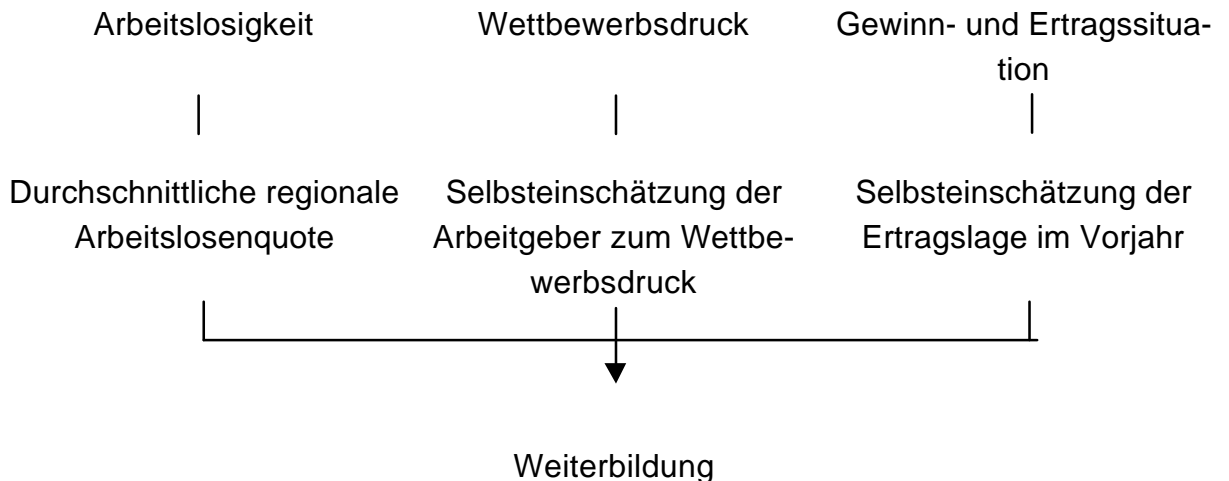 Arbeitslosigkeit
Wettbewerbsdruck
Gewinn- und Ertragssitua-
tion
Durchschnittliche regionale
Arbeitslosenquote
Selbsteinschätzung der
Arbeitgeber zum Wettbe-
werbsdruck
Selbsteinschätzung der
Ertragslage im Vorjahr
Weiterbildung